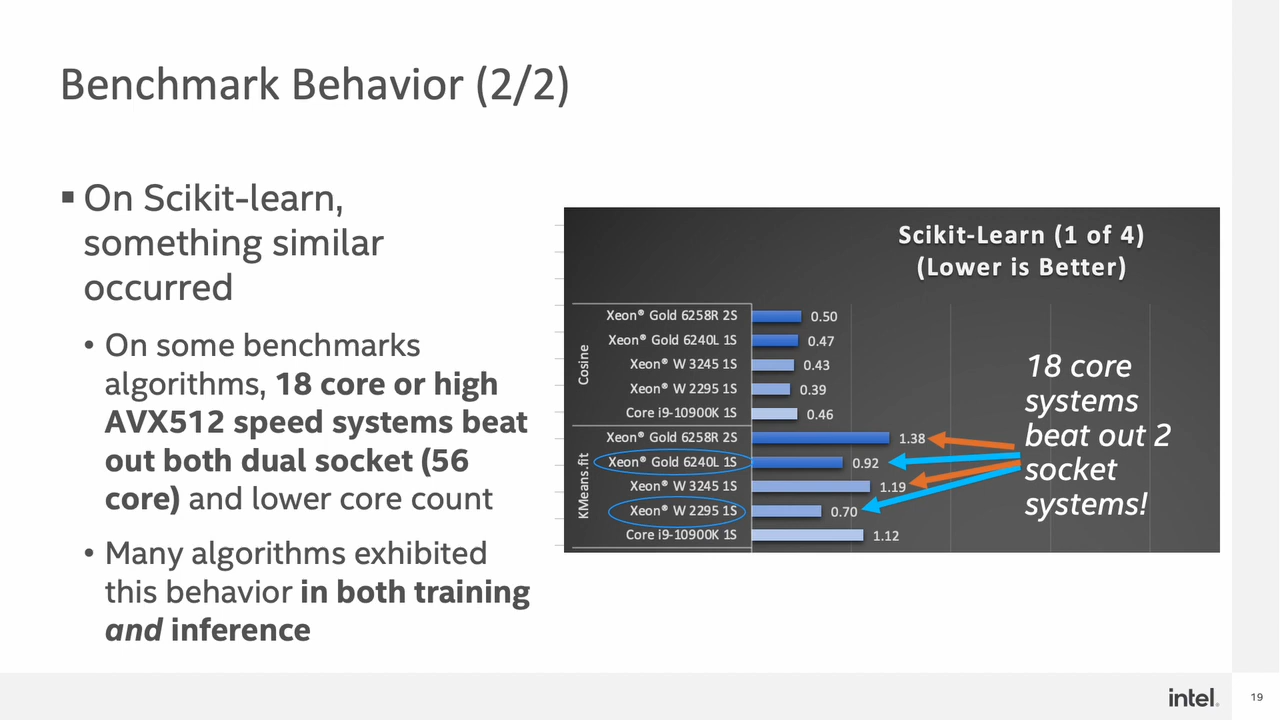 Benchmark Behavior (2/2)
▪ On Scikit-learn,
something similar
occurred
• On some benchmarks
algorithms, 18 core or high
AVX512 speed systems beat
out both dual socket (56
core) and lower core count
• Many algorithms exhibited
this behavior in both training
and inference
Scikit-Learn (1 of 4)
(Lower is Better)
Cosine
Xeon® Gold 6258R 2S 0.50
Xeon® Gold 6240L 1S 0.47
Xeon® W 3245 1S 0.43
Xeon® W 2295 1S 0.39
Core i9-10900K 1S 0.46
KMeans.fit
Xeon® Gold 6258R 2S 1.38
Xeon® Gold 6240L 1S 0.92
Xeon® W 3245 1S 1.19
Xeon® W 2295 1S 0.70
Core i9-10900K 1S 1.12
18 core
systems
beat out 2
socket
systems!
intel.
19